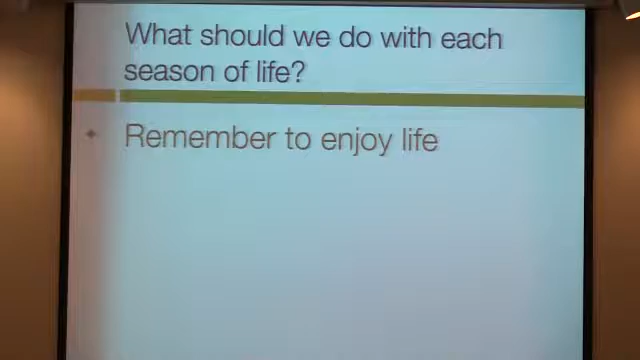 What should we do with each
season of life?
Remember to enjoy life